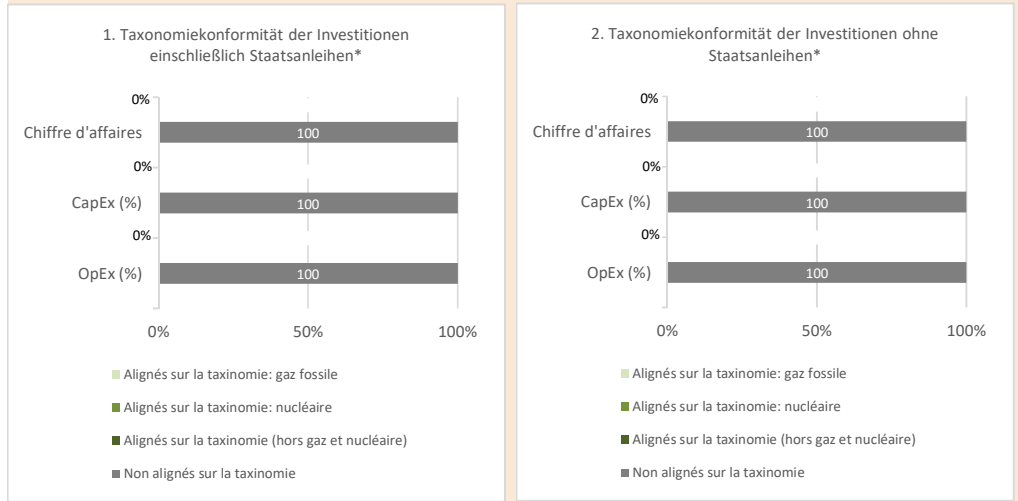 1. Taxonomiekonformität der Investitionen
einschließlich Staatsanleihen*
0%
Chiffre d'affaires
100
0%
CapEx (%)
100
0%
OpEx (%)
100
0%
50%
100%
Alignés sur la taxinomie: gaz fossile
Alignés sur la taxinomie: nucléaire
Alignés sur la taxinomie (hors gaz et nucléaire)
Non alignés sur la taxinomie
2. Taxonomiekonformität der Investitionen ohne
Staatsanleihen*
0%
Chiffre d'affaires
100
0%
CapEx (%)
100
0%
OpEx (%)
100
0%
50%
100%
Alignés sur la taxinomie: gaz fossile
Alignés sur la taxinomie: nucléaire
Alignés sur la taxinomie (hors gaz et nucléaire)
Non alignés sur la taxinomie